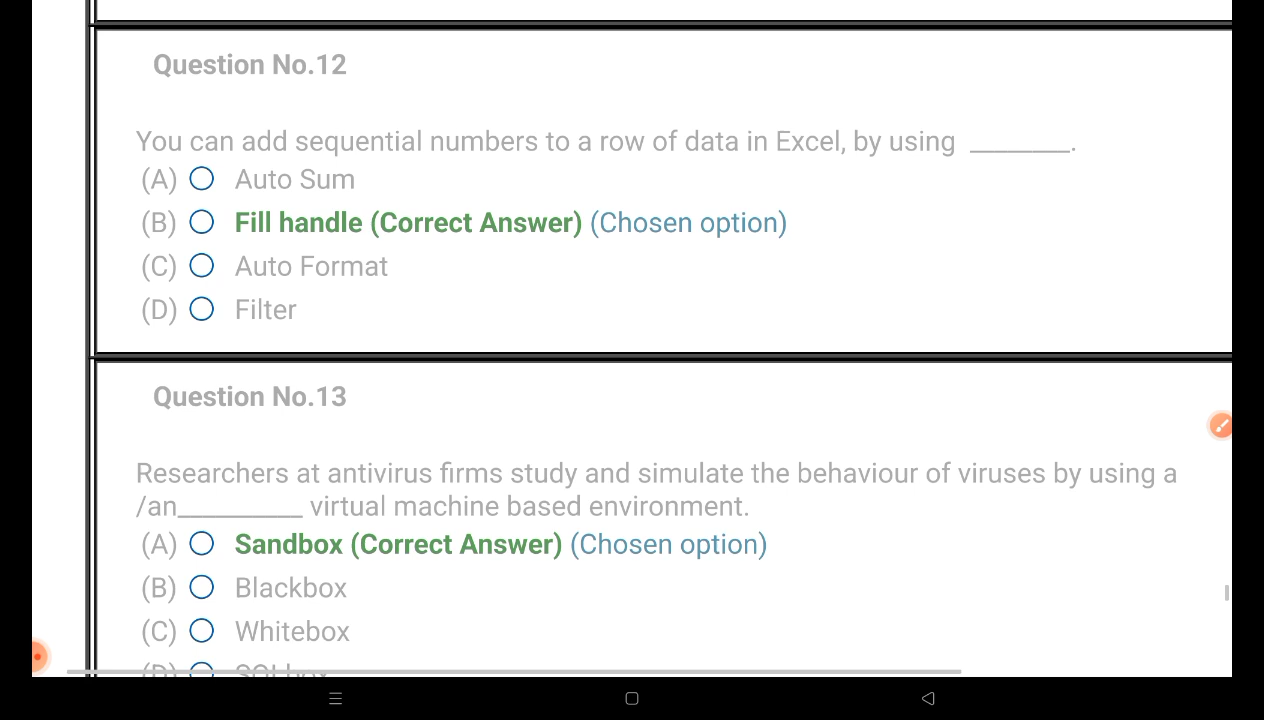 Question No.12
You can add sequential numbers to a row of data in Excel, by using ______.
(A) Auto Sum
(B) Fill handle (Correct Answer) (Chosen option)
(C) Auto Format
(D) Filter
Question No.13
Researchers at antivirus firms study and simulate the behaviour of viruses by using a
/an________ virtual machine based environment.
(A) Sandbox (Correct Answer) (Chosen option)
(B) Blackbox
(C) Whitebox
(D)